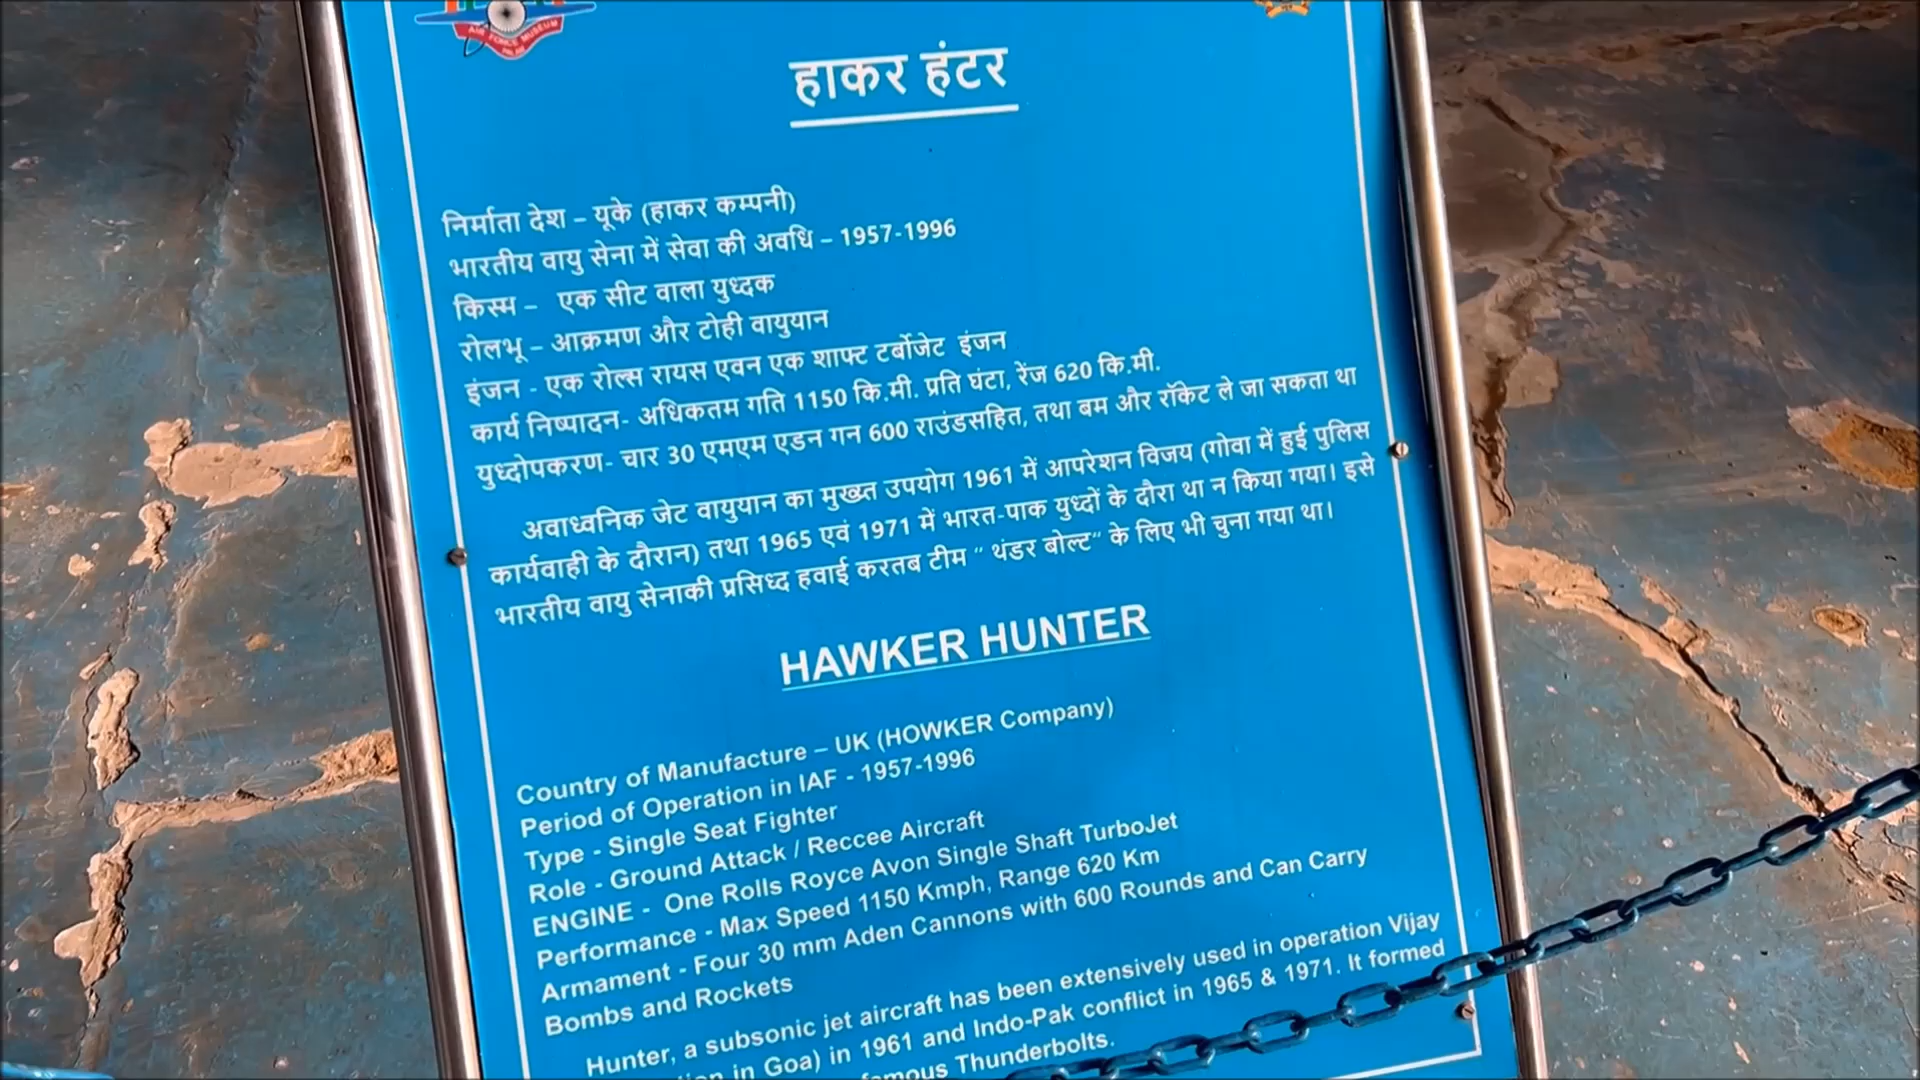 AIR FORCE MUSEUM
हाकर हंटर
निर्माता देश – यूके (हाकर कम्पनी)
भारतीय वायु सेना में सेवा की अवधि – 1957-1996
किस्म – एक सीट वाला युध्दक
रोलभू – आक्रमण और टोही वायुयान
इंजन - एक रोल्स रायस एवन एक शाफ्ट टर्बोजेट इंजन
कार्य निष्पादन- अधिकतम गति 1150 कि.मी. प्रति घंटा, रेंज 620 कि.मी.
युध्दोपकरण- चार 30 एमएम एडन गन 600 राउंडसहित, तथा बम और रॉकेट ले जा सकता था
अवाध्वनिक जेट वायुयान का मुख्य्त उपयोग 1961 में आपरेशन विजय (गोवा में हुई पुलिस
कार्यवाही के दौरान) तथा 1965 एवं 1971 में भारत-पाक युध्दों के दौरा था न किया गया। इसे
भारतीय वायु सेनाकी प्रसिध्द हवाई करतब टीम “ थंडर बोल्ट” के लिए भी चुना गया था।
HAWKER HUNTER
Country of Manufacture – UK (HOWKER Company)
Period of Operation in IAF - 1957-1996
Type - Single Seat Fighter
Role - Ground Attack / Reccee Aircraft
ENGINE - One Rolls Royce Avon Single Shaft TurboJet
Performance - Max Speed 1150 Kmph, Range 620 Km
Armament - Four 30 mm Aden Cannons with 600 Rounds and Can Carry
Bombs and Rockets
Hunter, a subsonic jet aircraft has been extensively used in operation Vijay
in Goa) in 1961 and Indo-Pak conflict in 1965 & 1971. It formed
Thunderbolts.